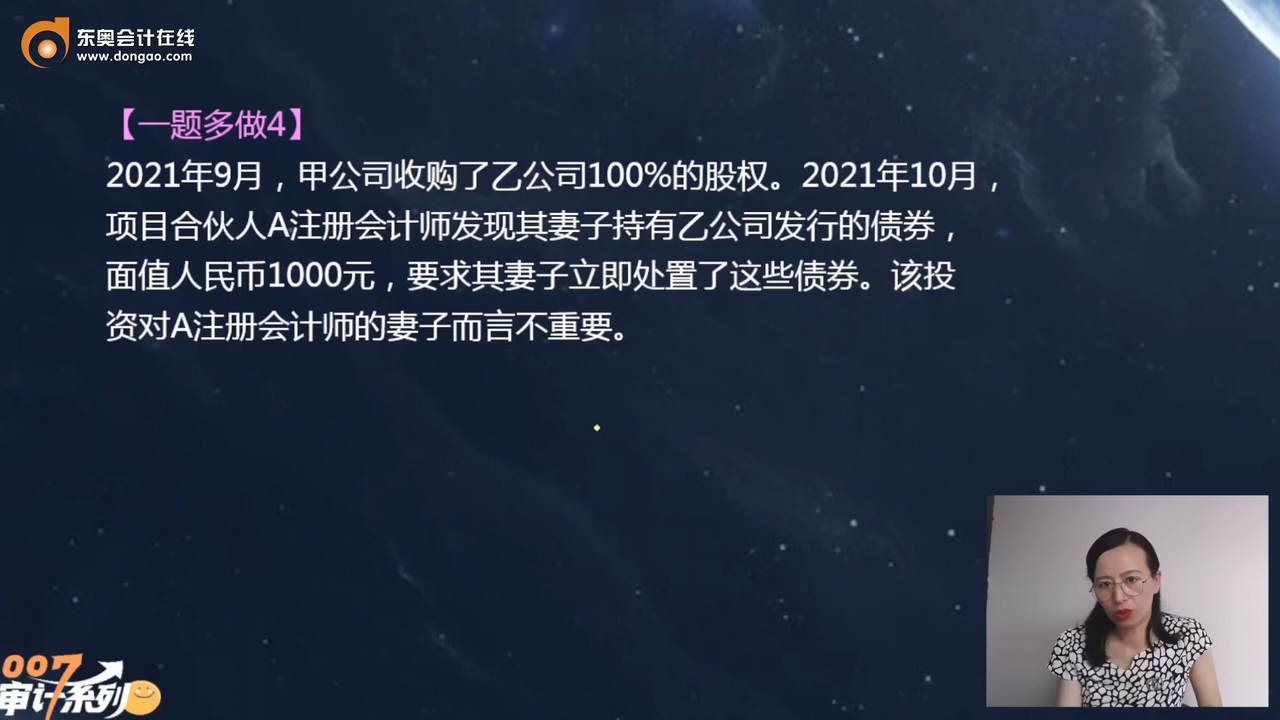 东奥会计在线
www.dongao.com
【一题多做4】
2021年9月，甲公司收购了乙公司100%的股权。2021年10月，
项目合伙人A注册会计师发现其妻子持有乙公司发行的债券，
面值人民币1000元，要求其妻子立即处置了这些债券。该投
资对A注册会计师的妻子而言不重要。
007
审计系列